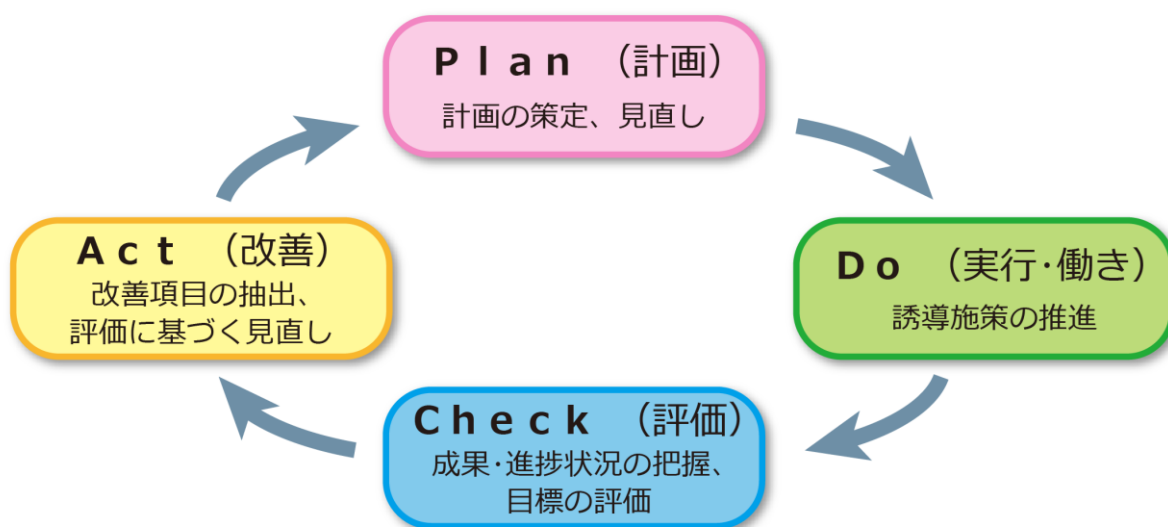 Plan （計画）
計画の策定、見直し
Do （実行・働き）
誘導施策の推進
Check （評価）
成果・進捗状況の把握、
目標の評価
Act （改善）
改善項目の抽出、
評価に基づく見直し